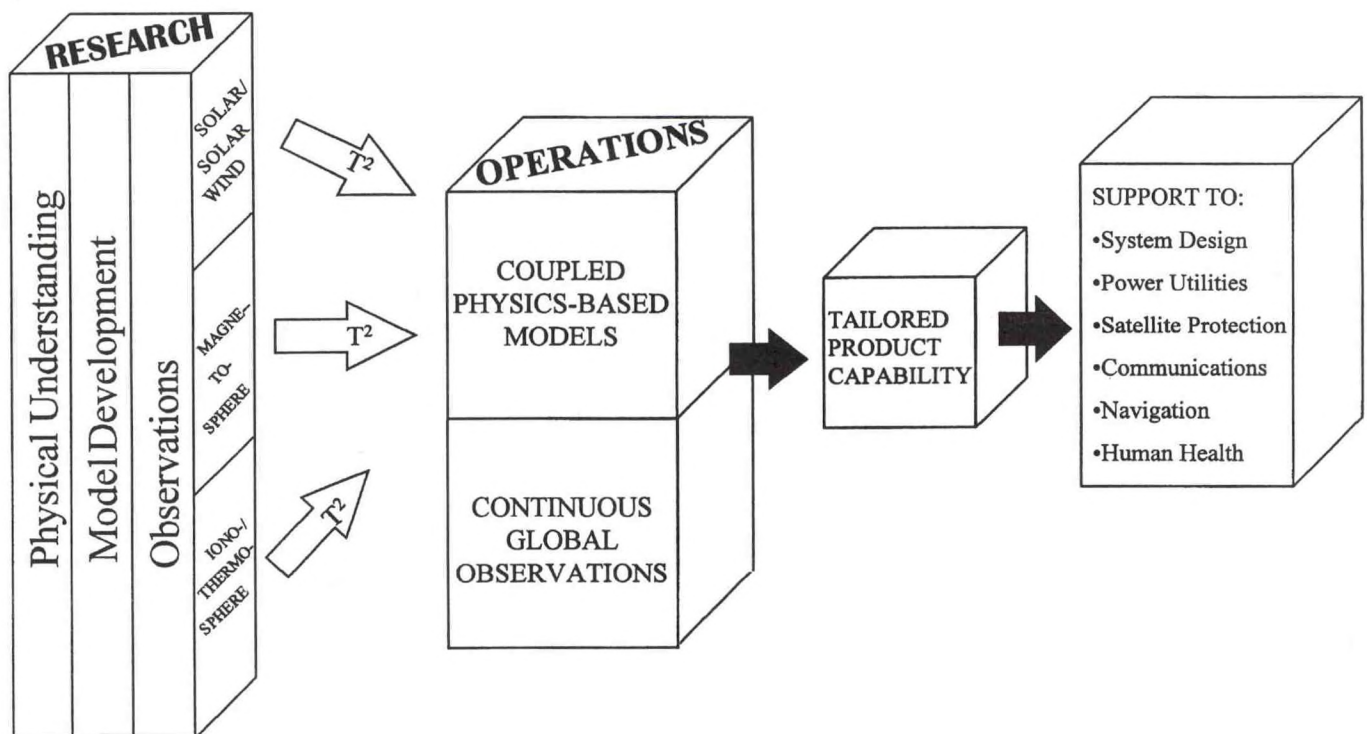 RESEARCH
Physical Understanding
Model Development
Observations
SOLAR/
SOLAR
WIND
MAGNE-
TO-
SPHERE
IONO-/
THERMO-
SPHERE
T²
T²
T²
OPERATIONS
COUPLED
PHYSICS-BASED
MODELS
CONTINUOUS
GLOBAL
OBSERVATIONS
TAILORED
PRODUCT
CAPABILITY
SUPPORT TO:
•System Design
•Power Utilities
•Satellite Protection
•Communications
•Navigation
•Human Health